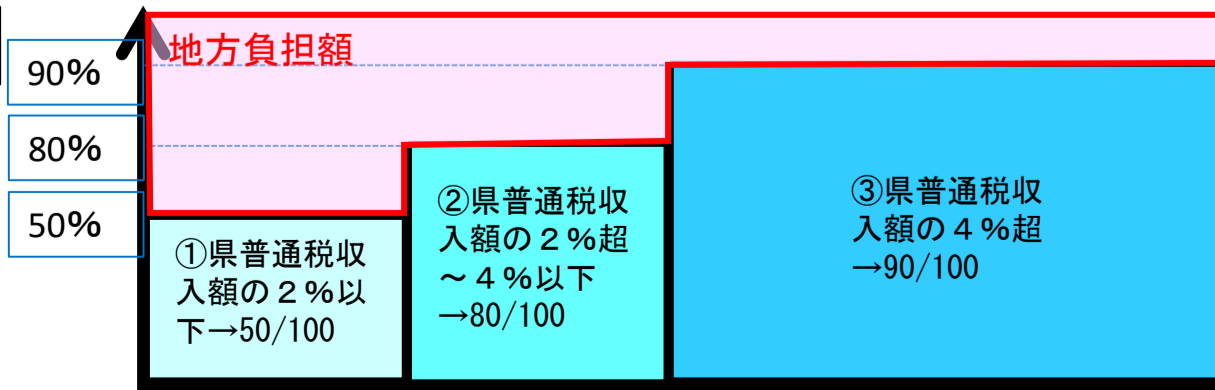 地方負担額
90%
80%
50%
①県普通税収
入額の２％以
下→50/100
②県普通税収
入額の２％超
～４％以下
→80/100
③県普通税収
入額の４％超
→90/100